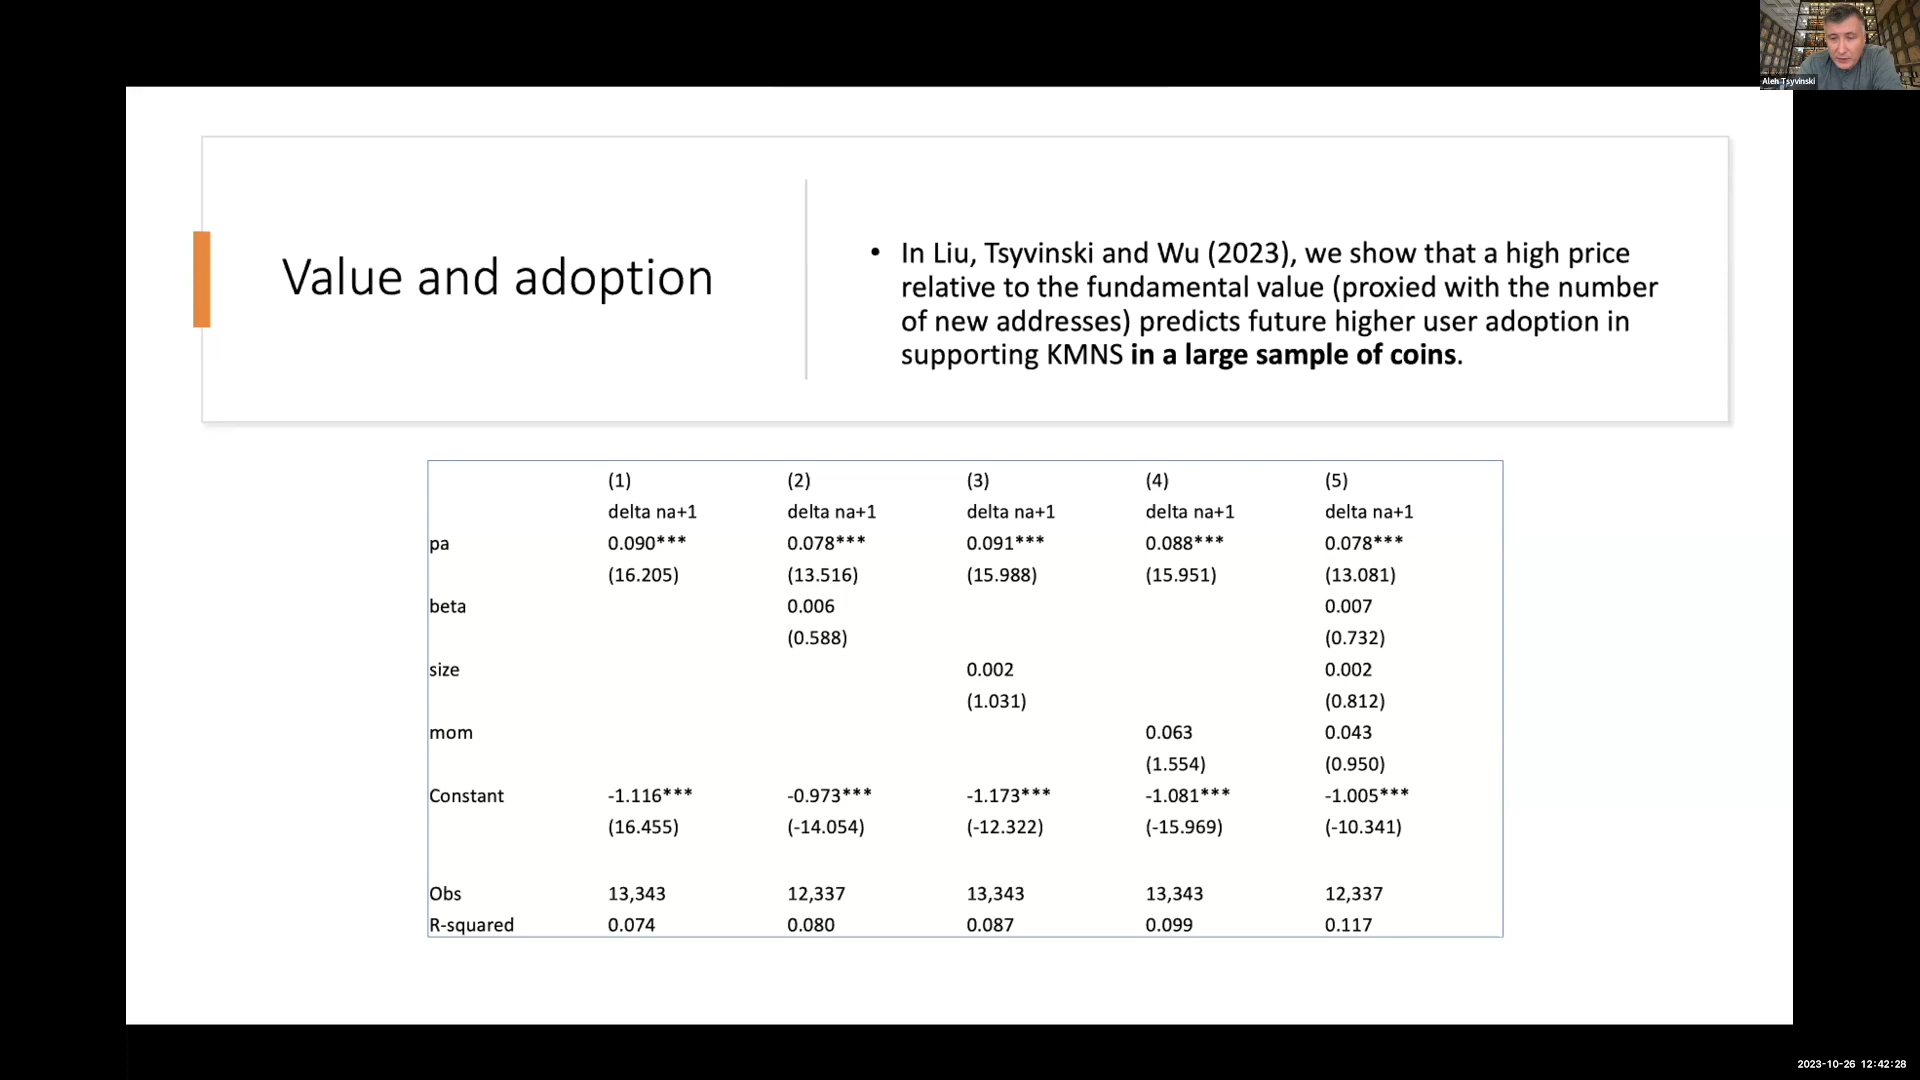 Aleh Tsyvinski
Value and adoption
• In Liu, Tsyvinski and Wu (2023), we show that a high price
relative to the fundamental value (proxied with the number
of new addresses) predicts future higher user adoption in
supporting KMNS in a large sample of coins.
(1) (2) (3) (4) (5)
delta na+1 delta na+1 delta na+1 delta na+1 delta na+1
pa 0.090*** 0.078*** 0.091*** 0.088*** 0.078***
(16.205) (13.516) (15.988) (15.951) (13.081)
beta 0.006 0.007
(0.588) (0.732)
size 0.002 0.002
(1.031) (0.812)
mom 0.063 0.043
(1.554) (0.950)
Constant -1.116*** -0.973*** -1.173*** -1.081*** -1.005***
(16.455) (-14.054) (-12.322) (-15.969) (-10.341)
Obs 13,343 12,337 13,343 13,343 12,337
R-squared 0.074 0.080 0.087 0.099 0.117
2023-10-26 12:42:28